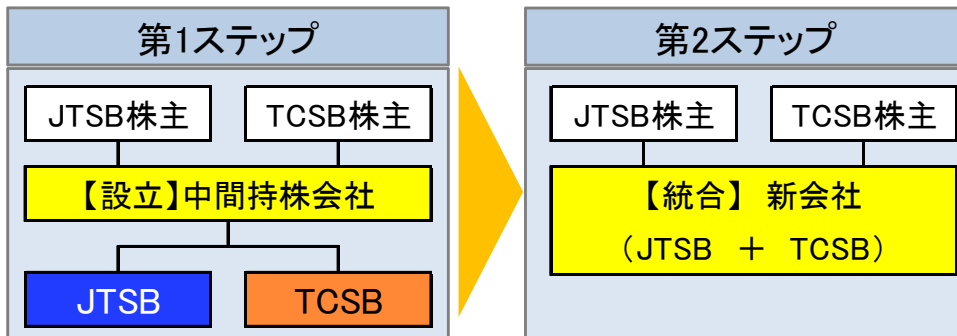 第1ステップ
JTSB株主
TCSB株主
【設立】中間持株会社
JTSB
TCSB
第2ステップ
JTSB株主
TCSB株主
【統合】 新会社
（JTSB ＋ TCSB）